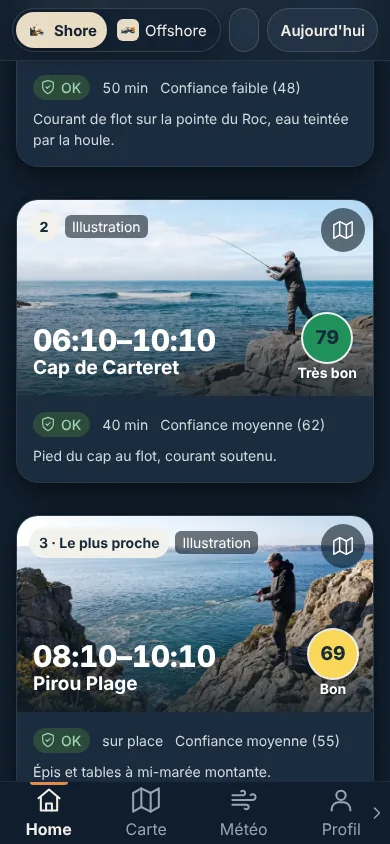 Shore
Offshore
Aujourd'hui
OK 50 min Confiance faible (48)
Courant de flot sur la pointe du Roc, eau teintée
par la houle.
2 Illustration
06:10–10:10
Cap de Carteret
79
Très bon
OK 40 min Confiance moyenne (62)
Pied du cap au flot, courant soutenu.
3 · Le plus proche Illustration
08:10–10:10
Pirou Plage
69
Bon
OK sur place Confiance moyenne (55)
Épis et tables à mi-marée montante.
Home Carte Météo Profil